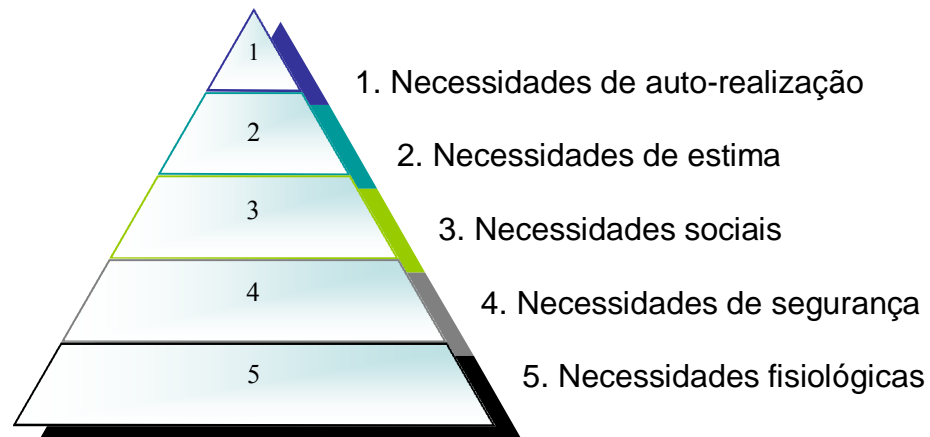 1
1. Necessidades de auto-realização
2
2. Necessidades de estima
3
3. Necessidades sociais
4
4. Necessidades de segurança
5
5. Necessidades fisiológicas